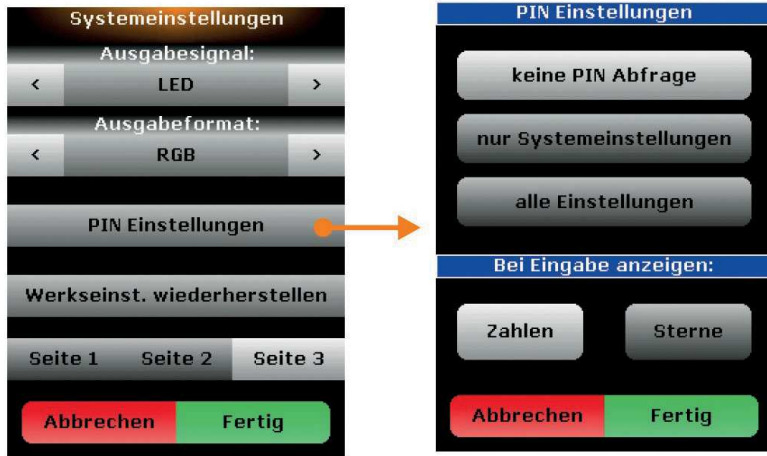 Systemeinstellungen
Ausgabesignal:
< LED >
Ausgabeformat:
< RGB >
PIN Einstellungen
Werkseinst. wiederherstellen
Seite 1 Seite 2 Seite 3
Abbrechen Fertig
PIN Einstellungen
keine PIN Abfrage
nur Systemeinstellungen
alle Einstellungen
Bei Eingabe anzeigen:
Zahlen Sterne
Abbrechen Fertig